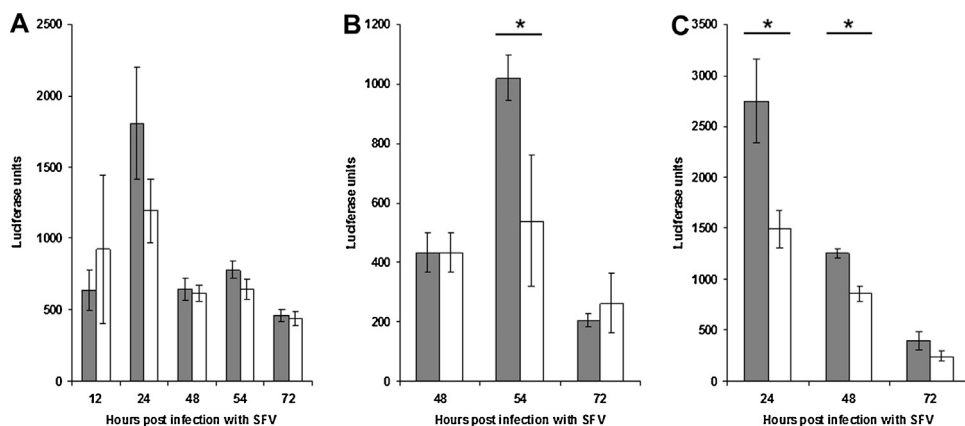 A
Luciferase units
2500
2000
1500
1000
500
0
12 24 48 54 72
Hours post infection with SFV
B
*
Luciferase units
1200
1000
800
600
400
200
0
48 54 72
Hours post infection with SFV
C
* *
Luciferase units
3500
3000
2500
2000
1500
1000
500
0
24 48 72
Hours post infection with SFV